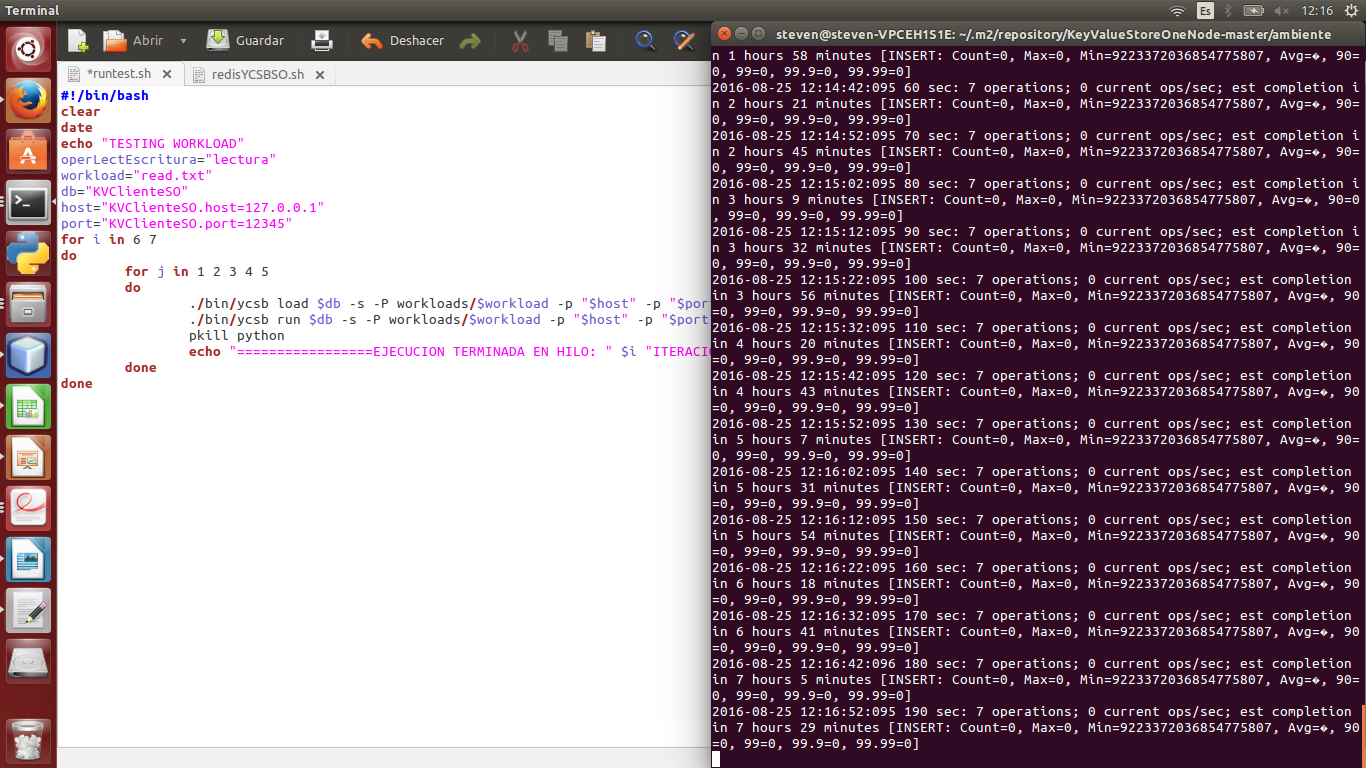 Terminal
Es
12:16
Abrir
Guardar
Deshacer
*runtest.sh
redisYCSBSO.sh
#!/bin/bash
clear
date
echo "TESTING WORKLOAD"
operLectEscritura="lectura"
workload="read.txt"
db="KVClienteSO"
host="KVClienteSO.host=127.0.0.1"
port="KVClienteSO.port=12345"
for i in 6 7
do
for j in 1 2 3 4 5
do
./bin/ycsb load $db -s -P workloads/$workload -p "$host" -p "$port
./bin/ycsb run $db -s -P workloads/$workload -p "$host" -p "$port
pkill python
echo "=================EJECUCION TERMINADA EN HILO: " $i "ITERACIO
done
done
steven@steven-VPCEH1S1E: ~/.m2/repository/KeyValueStoreOneNode-master/ambiente
n 1 hours 58 minutes [INSERT: Count=0, Max=0, Min=9223372036854775807, Avg=�, 90=
0, 99=0, 99.9=0, 99.99=0]
2016-08-25 12:14:42:095 60 sec: 7 operations; 0 current ops/sec; est completion i
n 2 hours 21 minutes [INSERT: Count=0, Max=0, Min=9223372036854775807, Avg=�, 90=
0, 99=0, 99.9=0, 99.99=0]
2016-08-25 12:14:52:095 70 sec: 7 operations; 0 current ops/sec; est completion i
n 2 hours 45 minutes [INSERT: Count=0, Max=0, Min=9223372036854775807, Avg=�, 90=
0, 99=0, 99.9=0, 99.99=0]
2016-08-25 12:15:02:095 80 sec: 7 operations; 0 current ops/sec; est completion i
n 3 hours 9 minutes [INSERT: Count=0, Max=0, Min=9223372036854775807, Avg=�, 90=0
, 99=0, 99.9=0, 99.99=0]
2016-08-25 12:15:12:095 90 sec: 7 operations; 0 current ops/sec; est completion i
n 3 hours 32 minutes [INSERT: Count=0, Max=0, Min=9223372036854775807, Avg=�, 90=
0, 99=0, 99.9=0, 99.99=0]
2016-08-25 12:15:22:095 100 sec: 7 operations; 0 current ops/sec; est completion
in 3 hours 56 minutes [INSERT: Count=0, Max=0, Min=9223372036854775807, Avg=�, 90
=0, 99=0, 99.9=0, 99.99=0]
2016-08-25 12:15:32:095 110 sec: 7 operations; 0 current ops/sec; est completion
in 4 hours 20 minutes [INSERT: Count=0, Max=0, Min=9223372036854775807, Avg=�, 90
=0, 99=0, 99.9=0, 99.99=0]
2016-08-25 12:15:42:095 120 sec: 7 operations; 0 current ops/sec; est completion
in 4 hours 43 minutes [INSERT: Count=0, Max=0, Min=9223372036854775807, Avg=�, 90
=0, 99=0, 99.9=0, 99.99=0]
2016-08-25 12:15:52:095 130 sec: 7 operations; 0 current ops/sec; est completion
in 5 hours 7 minutes [INSERT: Count=0, Max=0, Min=9223372036854775807, Avg=�, 90=
0, 99=0, 99.9=0, 99.99=0]
2016-08-25 12:16:02:095 140 sec: 7 operations; 0 current ops/sec; est completion
in 5 hours 31 minutes [INSERT: Count=0, Max=0, Min=9223372036854775807, Avg=�, 90
=0, 99=0, 99.9=0, 99.99=0]
2016-08-25 12:16:12:095 150 sec: 7 operations; 0 current ops/sec; est completion
in 5 hours 54 minutes [INSERT: Count=0, Max=0, Min=9223372036854775807, Avg=�, 90
=0, 99=0, 99.9=0, 99.99=0]
2016-08-25 12:16:22:095 160 sec: 7 operations; 0 current ops/sec; est completion
in 6 hours 18 minutes [INSERT: Count=0, Max=0, Min=9223372036854775807, Avg=�, 90
=0, 99=0, 99.9=0, 99.99=0]
2016-08-25 12:16:32:095 170 sec: 7 operations; 0 current ops/sec; est completion
in 6 hours 41 minutes [INSERT: Count=0, Max=0, Min=9223372036854775807, Avg=�, 90
=0, 99=0, 99.9=0, 99.99=0]
2016-08-25 12:16:42:096 180 sec: 7 operations; 0 current ops/sec; est completion
in 7 hours 5 minutes [INSERT: Count=0, Max=0, Min=9223372036854775807, Avg=�, 90=
0, 99=0, 99.9=0, 99.99=0]
2016-08-25 12:16:52:095 190 sec: 7 operations; 0 current ops/sec; est completion
in 7 hours 29 minutes [INSERT: Count=0, Max=0, Min=9223372036854775807, Avg=�, 90
=0, 99=0, 99.9=0, 99.99=0]